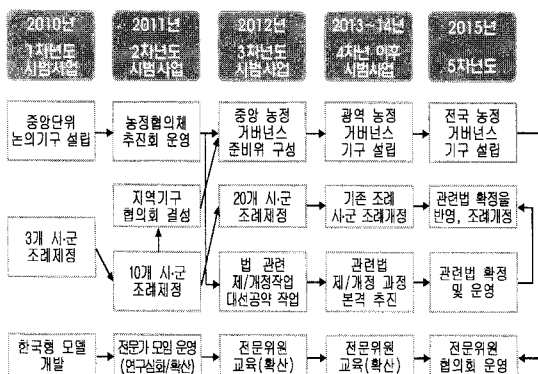 2010년
1차년도
시범사업
2011년
2차년도
시범사업
2012년
3차년도
시범사업
2013~14년
4차년 이후
시범사업
2015년
5차년도
중앙단위
논의기구 설립
농정협의체
추진회 운영
중앙 농정
거버넌스
준비위 구성
광역 농정
거버넌스
기구 설립
전국 농정
거버넌스
기구 설립
지역기구
협의회 결성
20개 시·군
조례제정
기존 조례
시·군 조례개정
관련법 확정을
반영, 조례개정
3개 시·군
조례제정
10개 시·군
조례제정
법 관련
제/개정작업
대선공약 작업
관련법
제/개정 과정
본격 추진
관련법 확정
및 운영
한국형 모델
개발
전문가 모임 운영
(연구심화/확산)
전문위원
교육(확산)
전문위원
교육(확산)
전문위원
협의회 운영